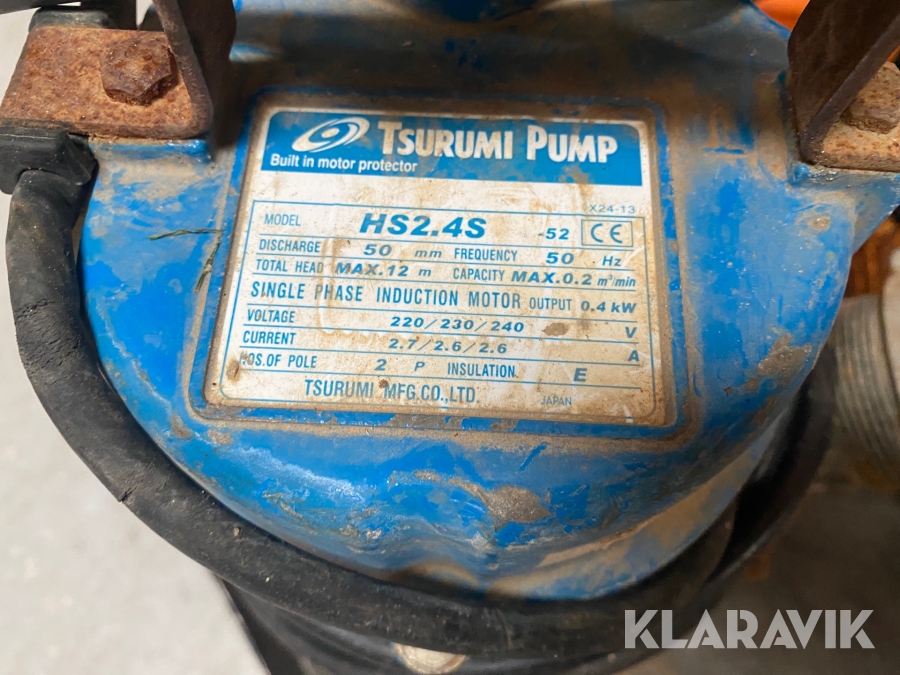 TSURUMI PUMP
Built in motor protector
X24-13
MODEL HS2.4S -52 CE
DISCHARGE 50 mm FREQUENCY 50 Hz
TOTAL HEAD MAX.12 m CAPACITY MAX.0.2 m³/min
SINGLE PHASE INDUCTION MOTOR OUTPUT 0.4 kW
VOLTAGE 220/230/240 V
CURRENT 2.7/2.6/2.6 A
NOS.OF POLE 2 P INSULATION E
TSURUMI MFG.CO.,LTD. JAPAN
KLARAVIK